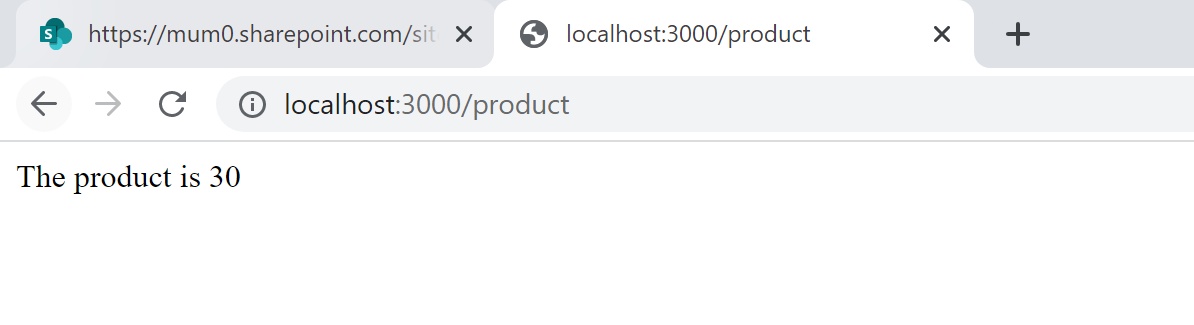 https://mum0.sharepoint.com/sit
localhost:3000/product
localhost:3000/product
The product is 30